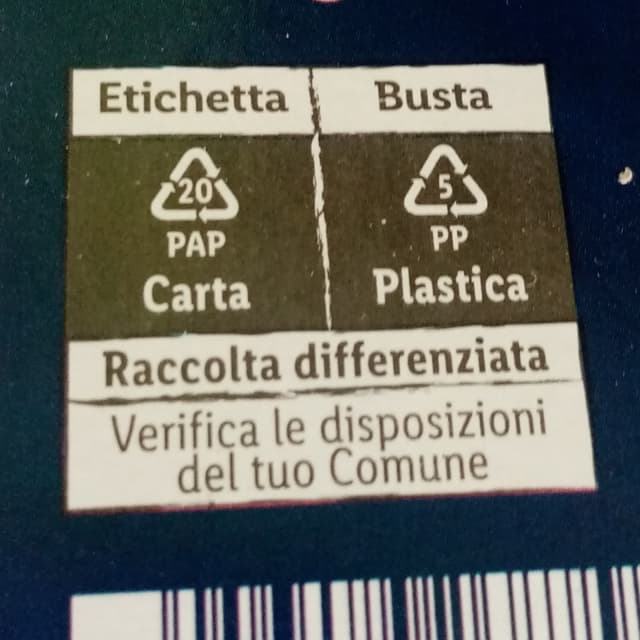 Etichetta Busta
20 5
PAP PP
Carta Plastica
Raccolta differenziata
Verifica le disposizioni
del tuo Comune